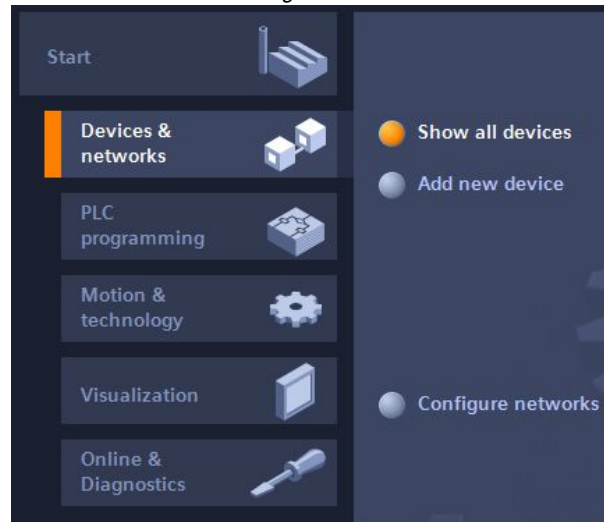 Start
Devices &
networks
PLC
programming
Motion &
technology
Visualization
Online &
Diagnostics
Show all devices
Add new device
Configure networks